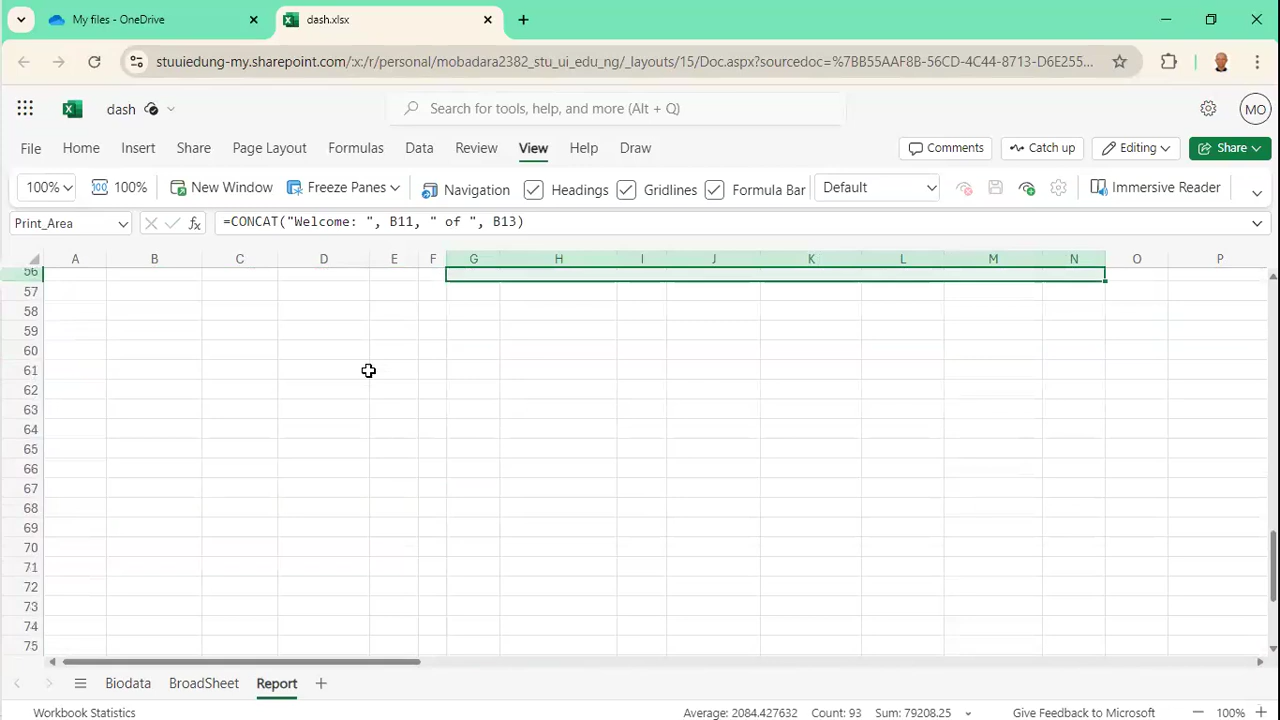 My files - OneDrive
dash.xlsx
stuuiedung-my.sharepoint.com/:x:/r/personal/mobidara2382_stu_ui_edu_ng/_layouts/15/Doc.aspx?sourcedoc=%7BB55AAF8B-56CD-4C44-8713-D6E255...
dash
Search for tools, help, and more (Alt + Q)
MO
File Home Insert Share Page Layout Formulas Data Review View Help Draw
Comments Catch up Editing Share
100% 100% New Window Freeze Panes Navigation Headings Gridlines Formula Bar Default Immersive Reader
Print_Area fx =CONCAT("Welcome: ", B11, " of ", B13)
A B C D E F G H I J K L M N O P
56
57
58
59
60
61
62
63
64
65
66
67
68
69
70
71
72
73
74
75
Biodata BroadSheet Report
Workbook Statistics Average: 2084.427632 Count: 93 Sum: 79208.25 Give Feedback to Microsoft 100%